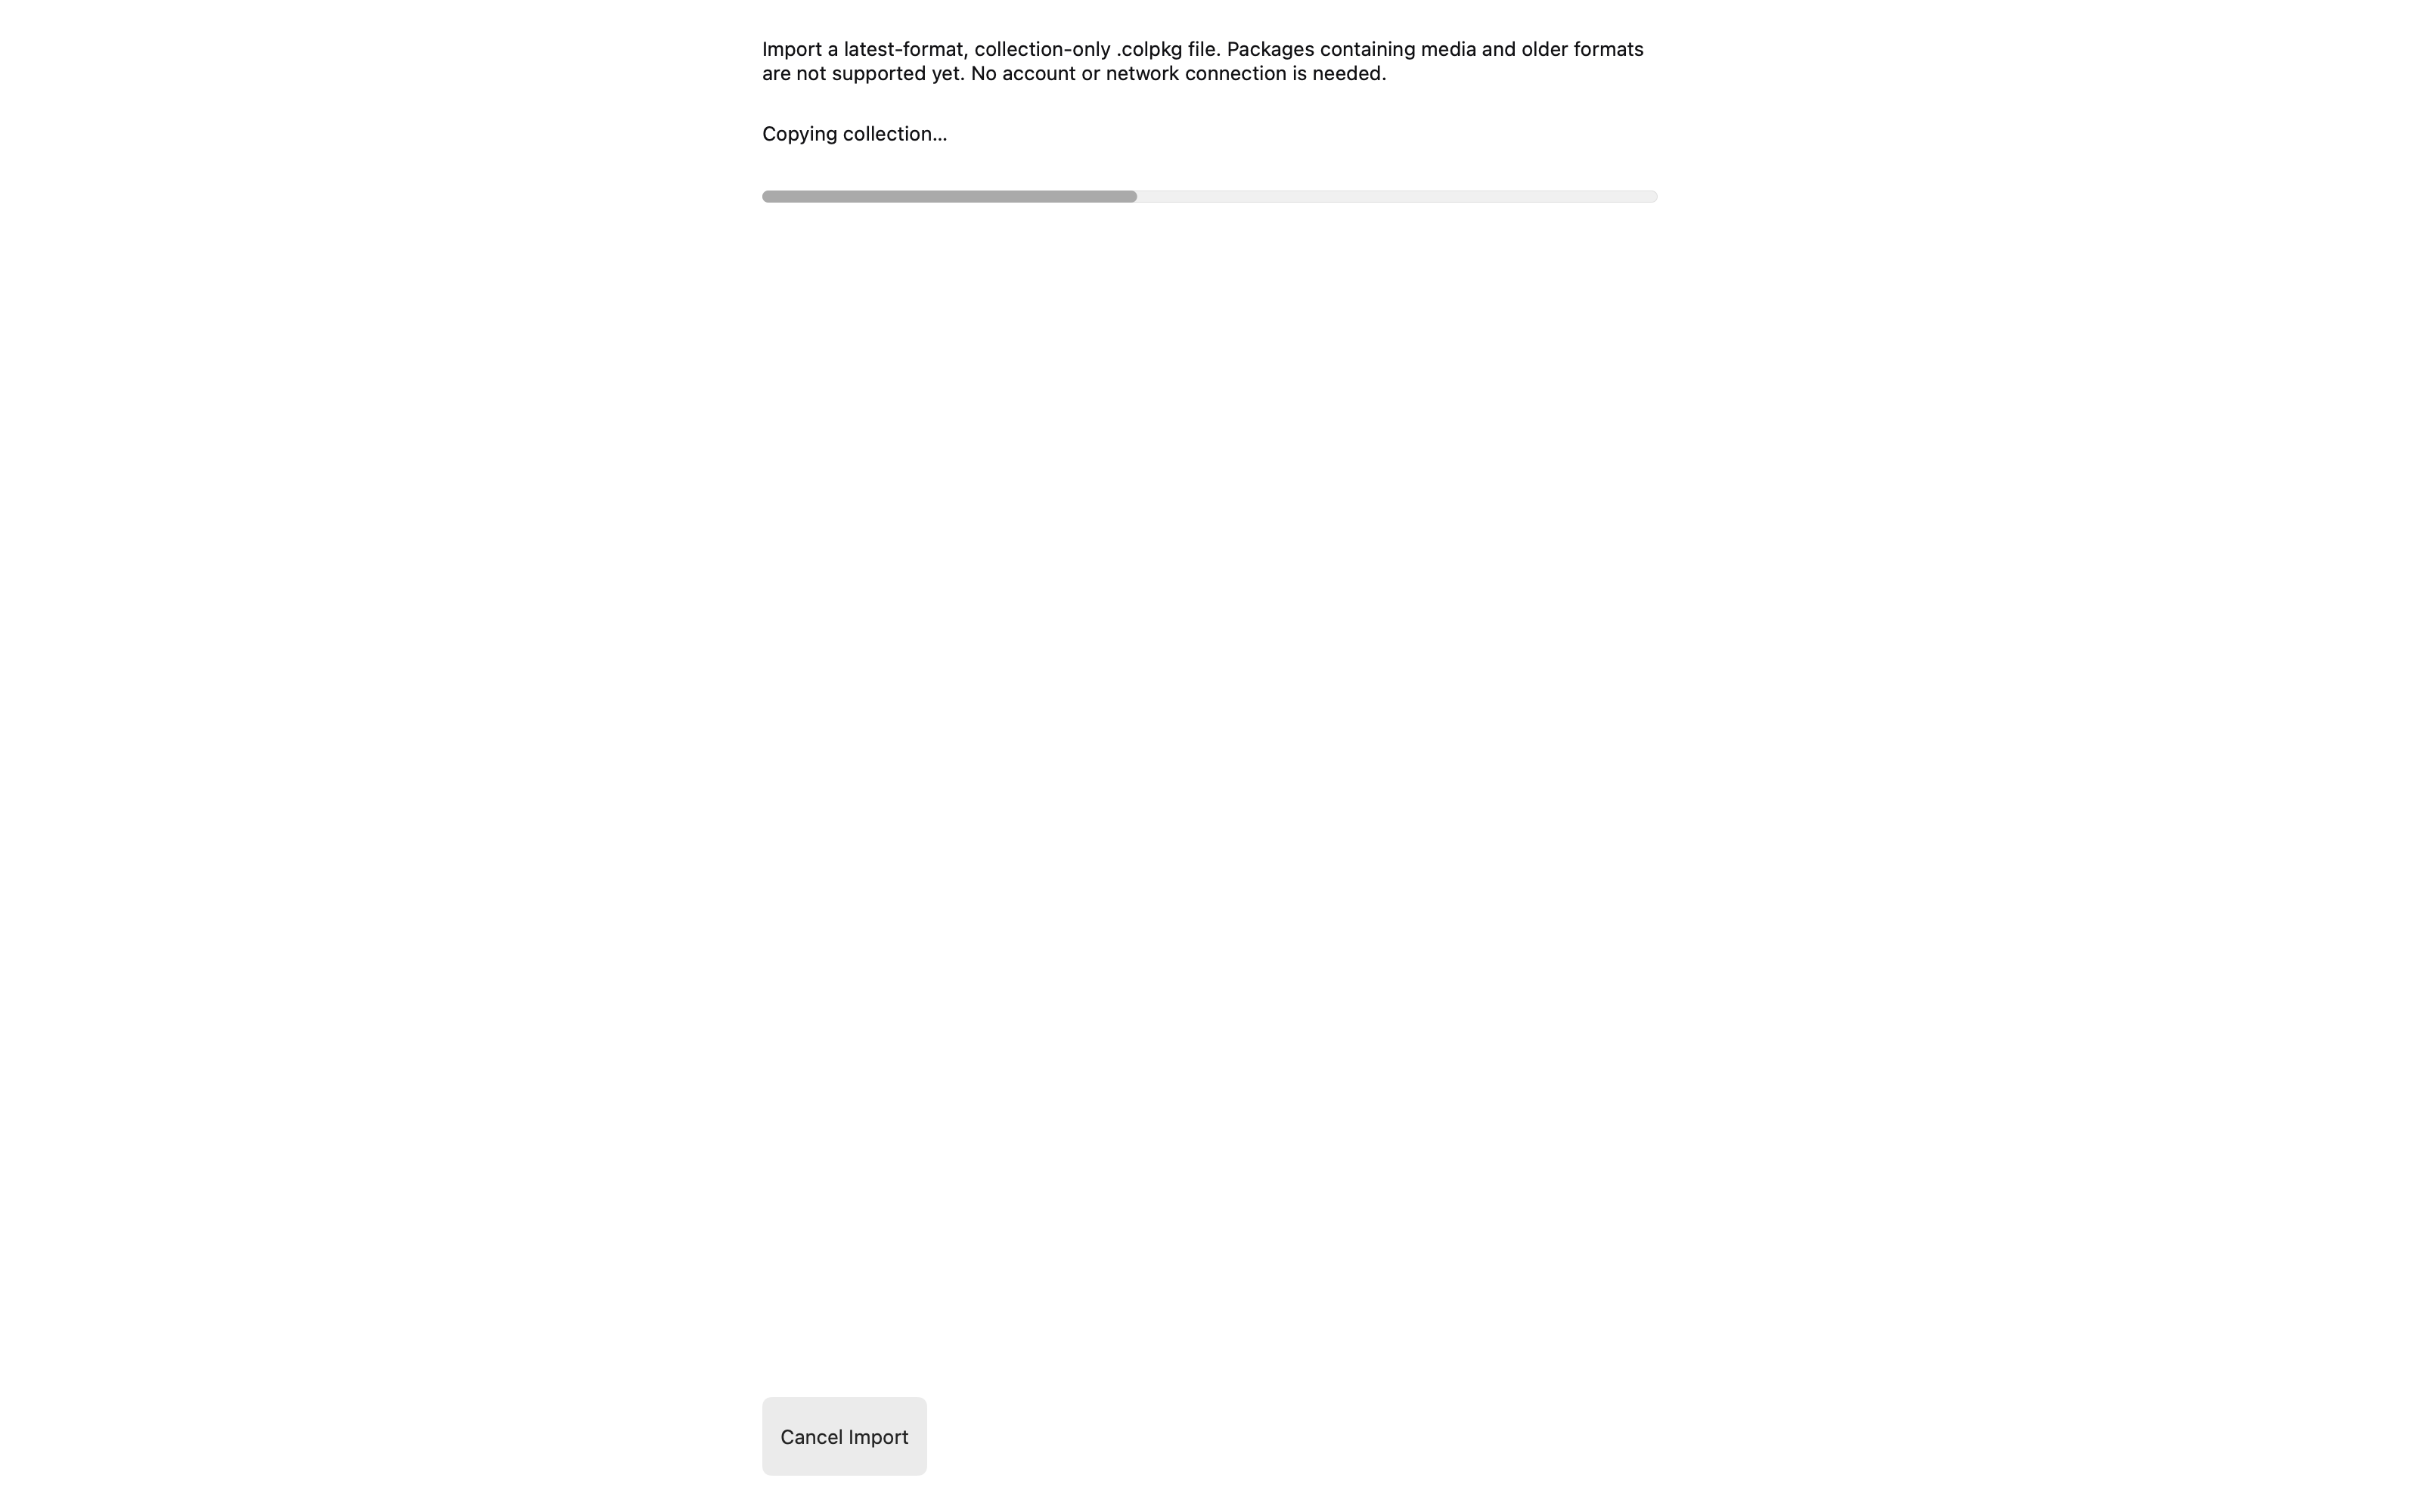 Import a latest-format, collection-only .colpkg file. Packages containing media and older formats
are not supported yet. No account or network connection is needed.
Copying collection...
Cancel Import